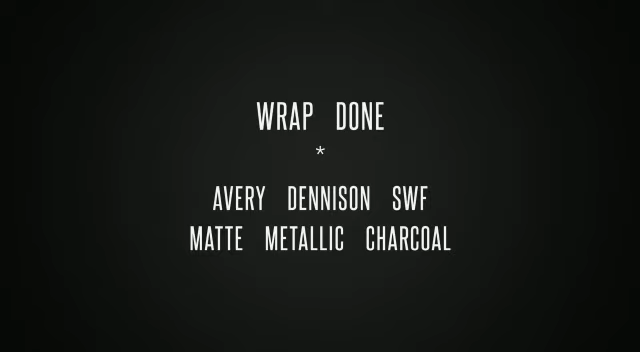 WRAP DONE
*
AVERY DENNISON SWF
MATTE METALLIC CHARCOAL